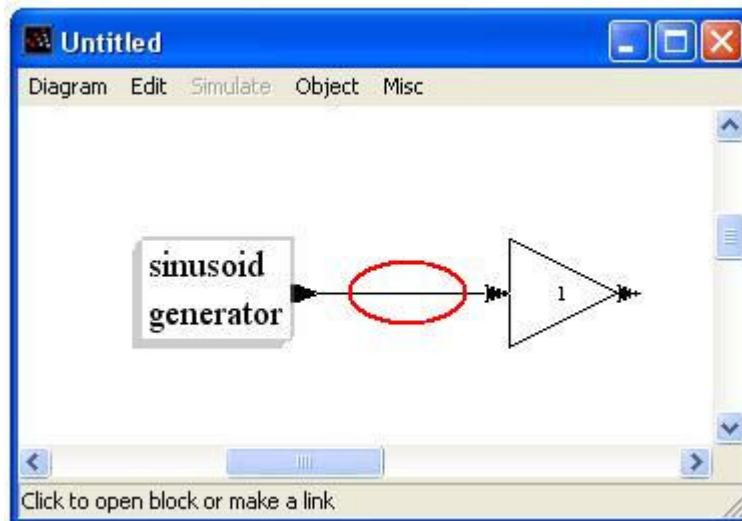 Untitled
Diagram Edit Simulate Object Misc
sinusoid
generator
1
Click to open block or make a link